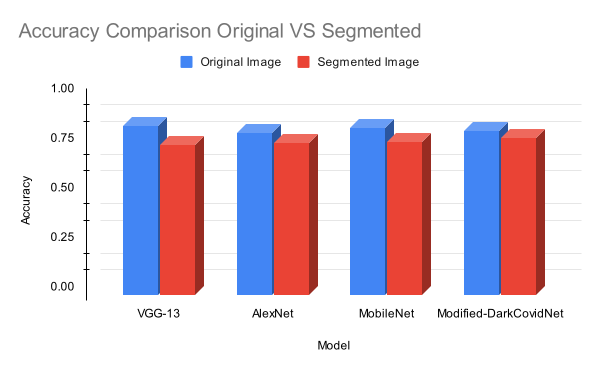 Accuracy Comparison Original VS Segmented
Original Image
Segmented Image
1.00
0.75
0.50
0.25
0.00
Accuracy
VGG-13
AlexNet
MobileNet
Modified-DarkCovidNet
Model